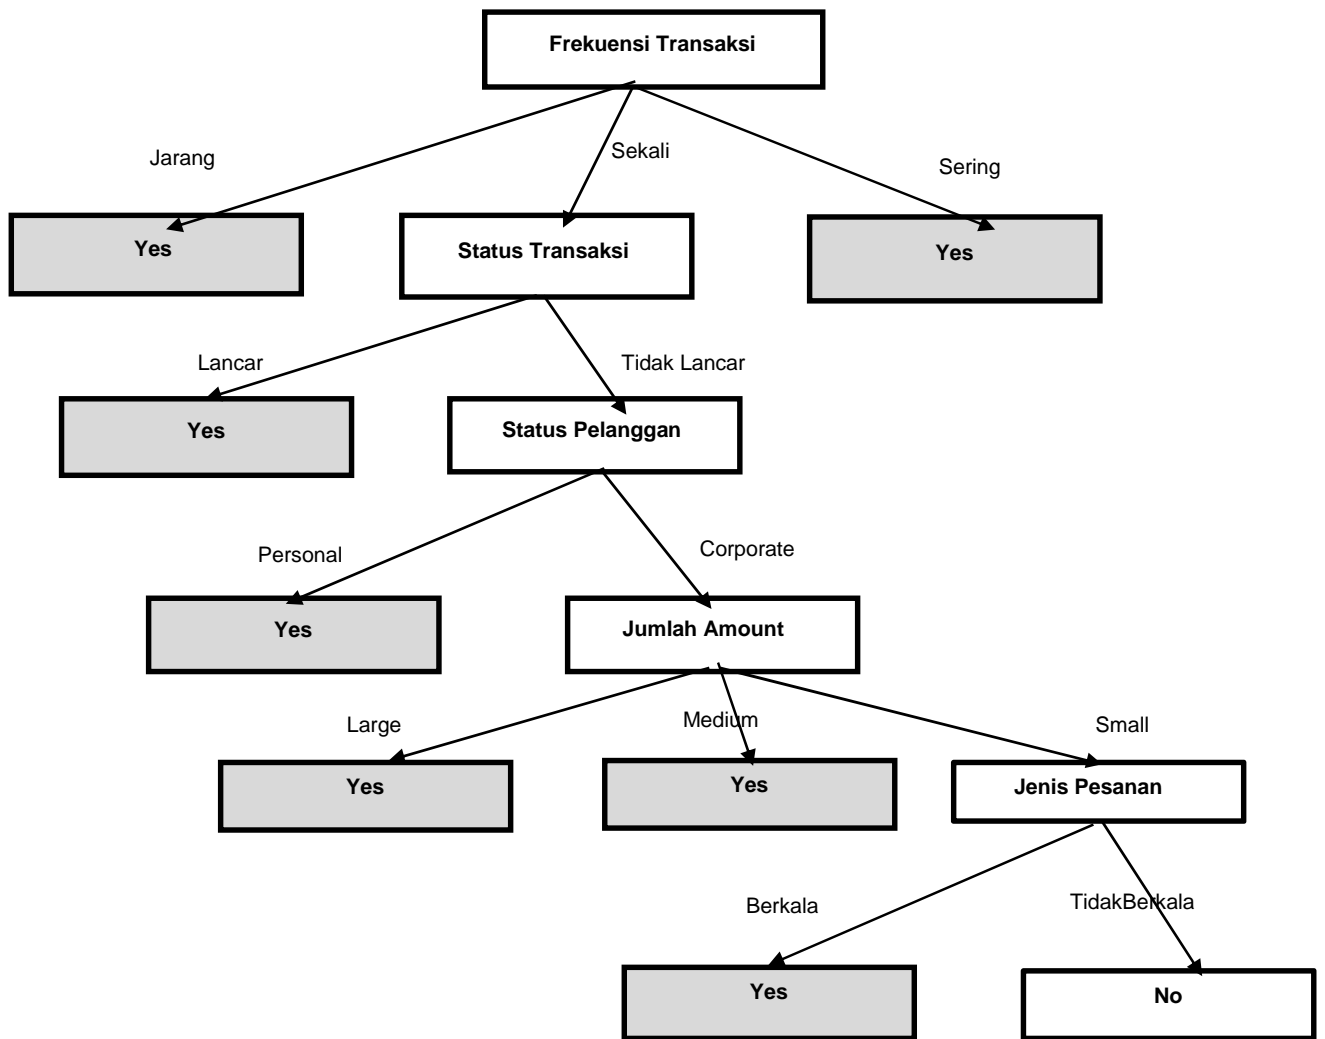 Frekuensi Transaksi
Jarang
Sekali
Sering
Yes
Status Transaksi
Yes
Lancar
Tidak Lancar
Yes
Status Pelanggan
Personal
Corporate
Yes
Jumlah Amount
Large
Medium
Small
Yes
Yes
Jenis Pesanan
Berkala
TidakBerkala
Yes
No